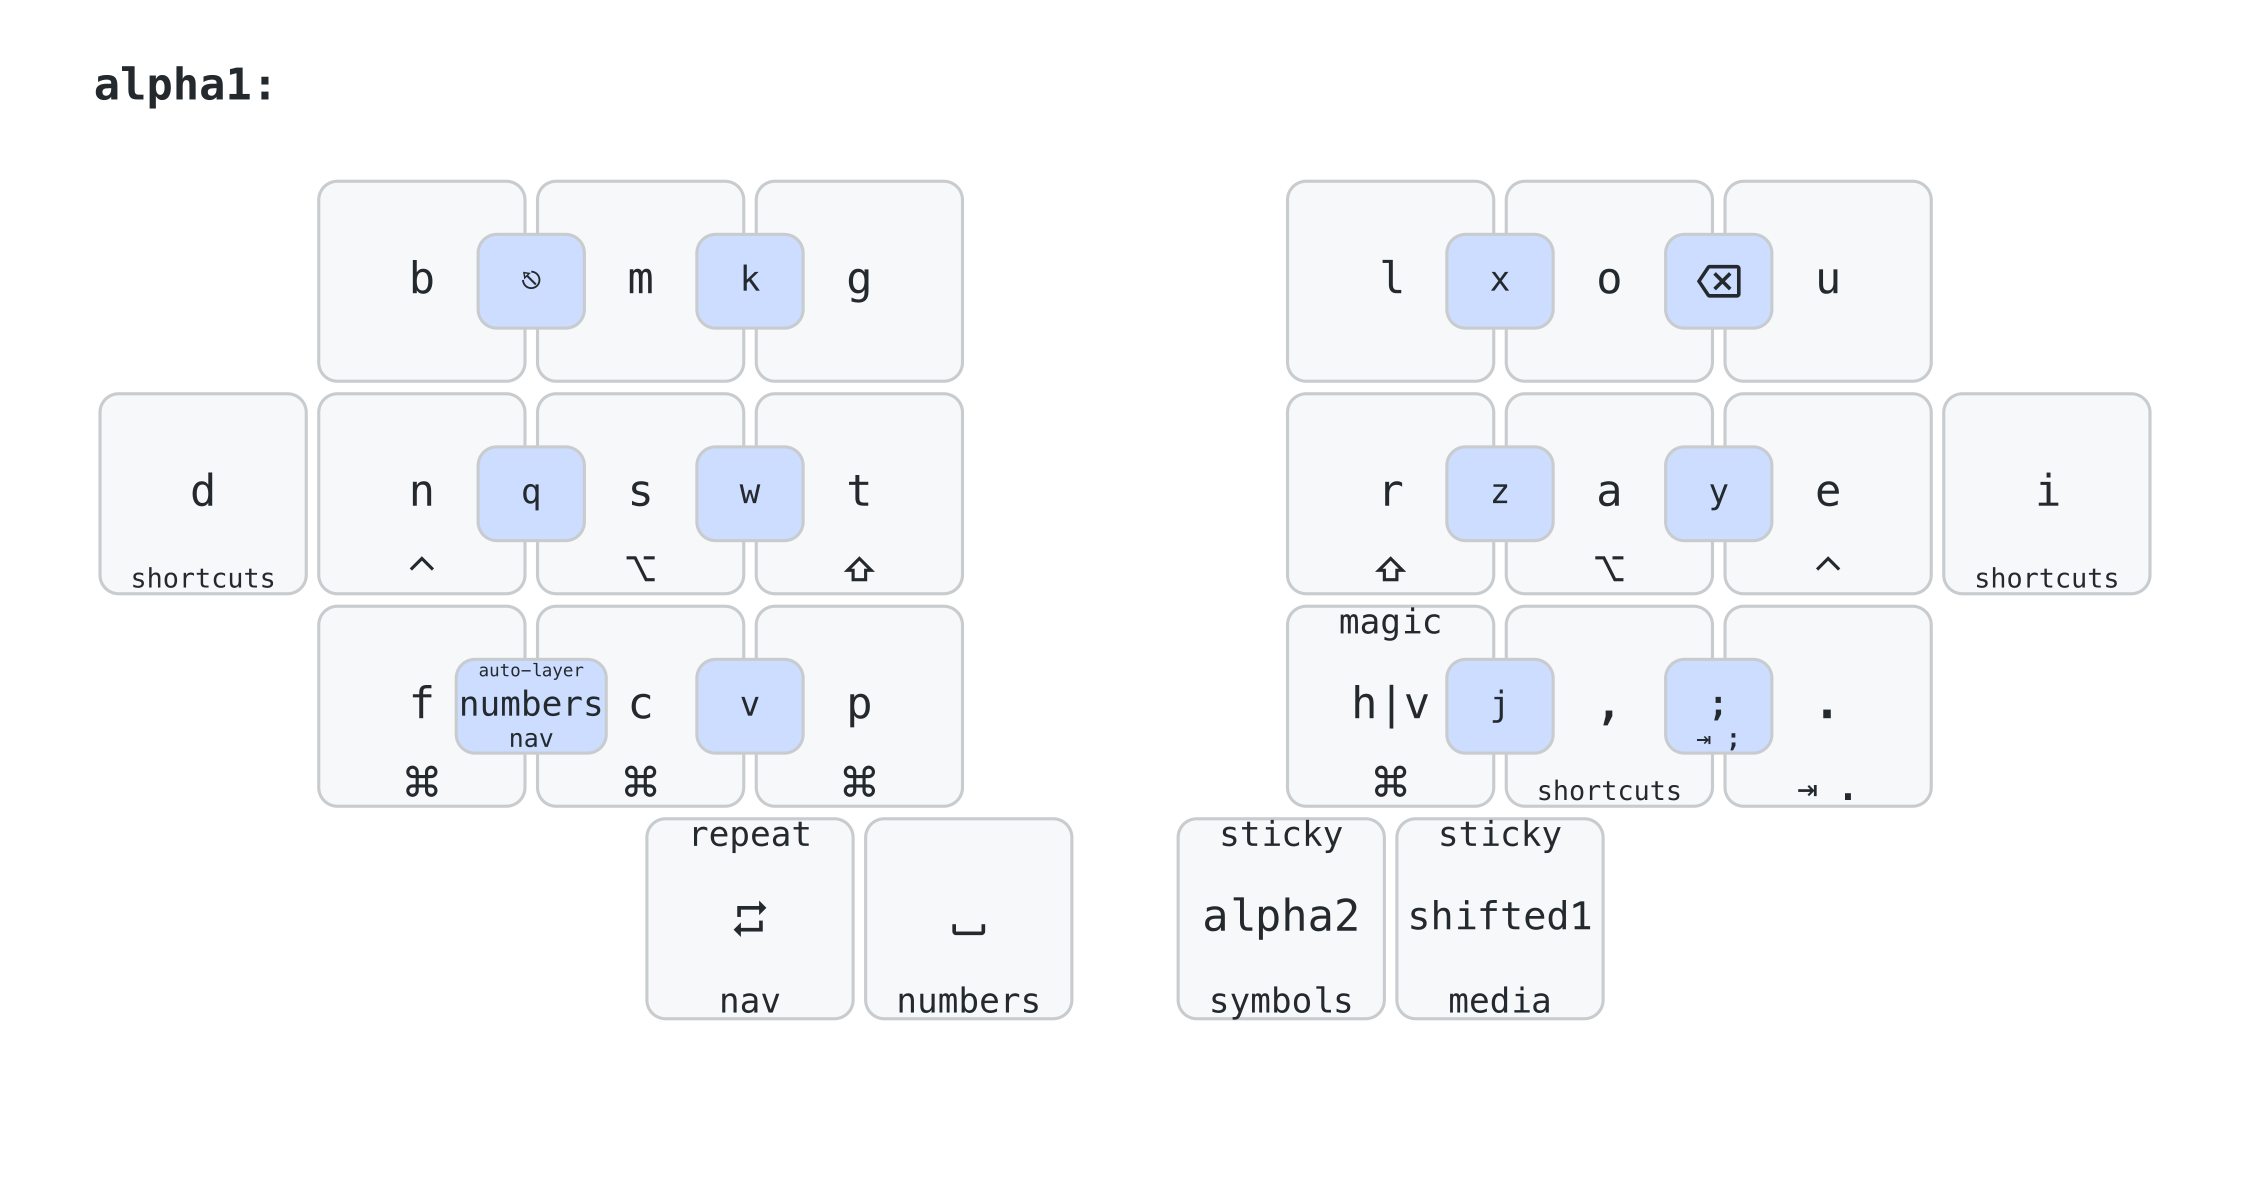 alpha1:
b ⎋ m k g l x o ⌫ u
d n q s w t r z a y e i
shortcuts ^ ⌥ ⇧ ⇧ ⌥ ^ shortcuts
magic
auto-layer
f numbers c v p h|v j , ; .
nav ⇥ ;
⌘ ⌘ ⌘ ⌘ shortcuts ⇥ .
repeat sticky sticky
🔁 ␣ alpha2 shifted1
nav numbers symbols media